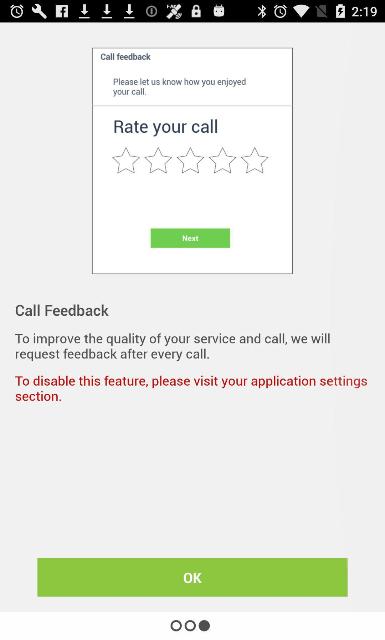 2:19
Call feedback
Please let us know how you enjoyed
your call.
Rate your call
Next
Call Feedback
To improve the quality of your service and call, we will
request feedback after every call.
To disable this feature, please visit your application settings
section.
OK